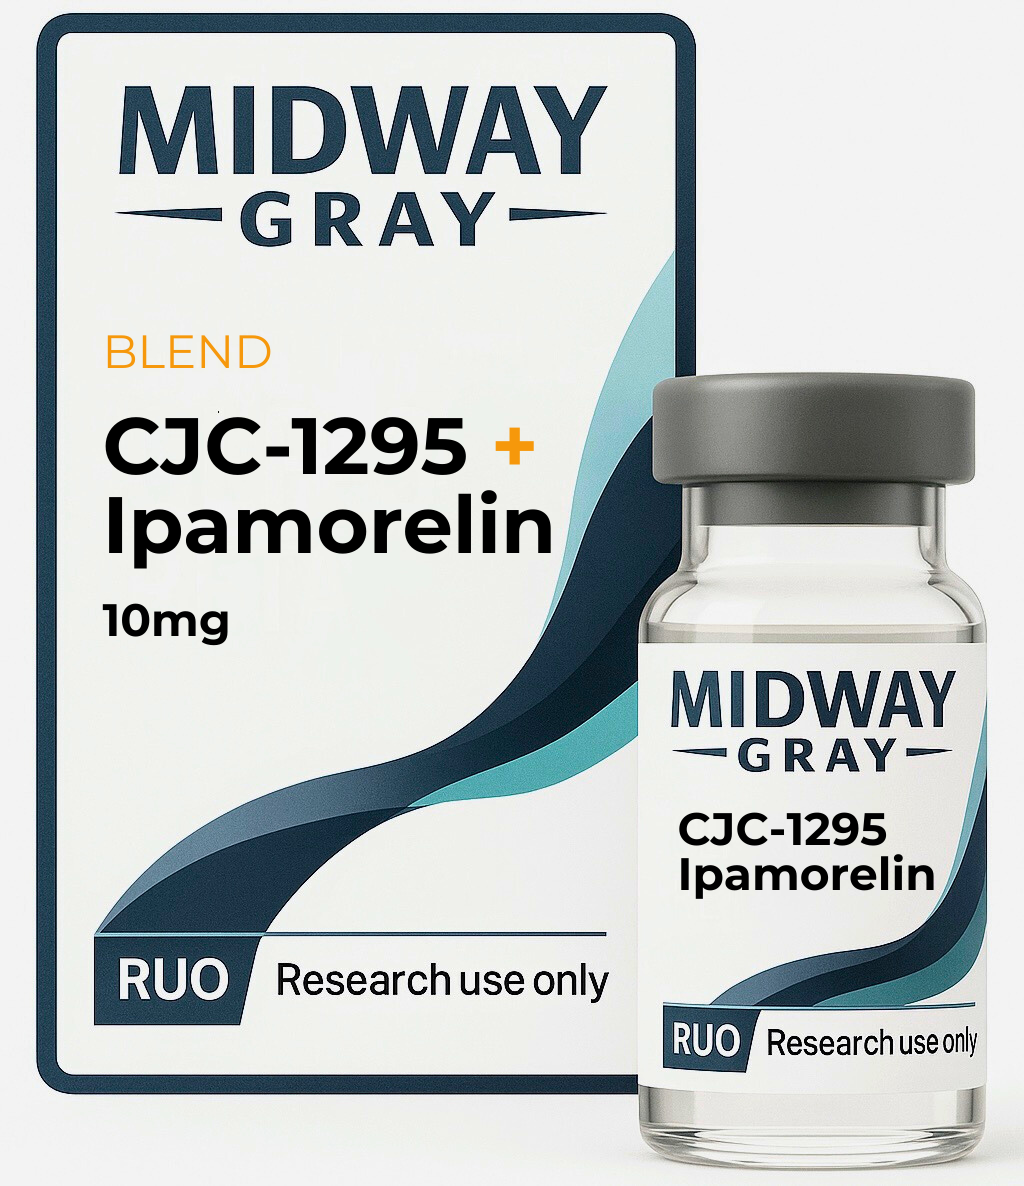 MIDWAY
GRAY
BLEND
CJC-1295 +
Ipamorelin
10mg
RUO Research use only
MIDWAY
GRAY
CJC-1295
Ipamorelin
RUO Research use only